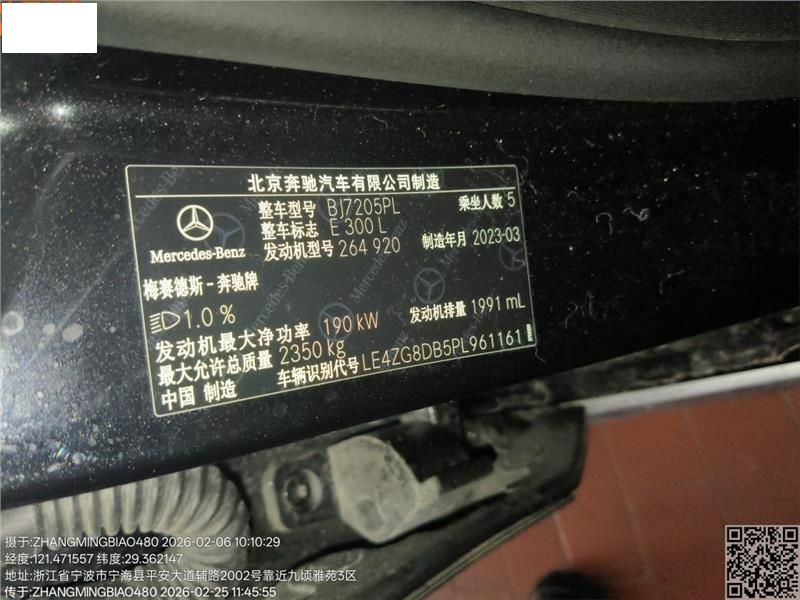 北京奔驰汽车有限公司制造
整车型号 BJ7205PL 乘坐人数 5
整车标志 E 300 L
发动机型号 264 920 制造年月 2023-03
Mercedes-Benz
梅赛德斯-奔驰牌
1.0 %
发动机最大净功率 190 kW 发动机排量 1991 mL
最大允许总质量 2350 kg
中国 制造 车辆识别代号 LE4ZG8DB5PL961161
摄于:ZHANGMINGBIAO480 2026-02-06 10:10:29
经度:121.471557 纬度:29.362147
地址:浙江省宁波市宁海县平安大道辅路2002号靠近九顷雅苑3区
传于:ZHANGMINGBIAO480 2026-02-25 11:45:55